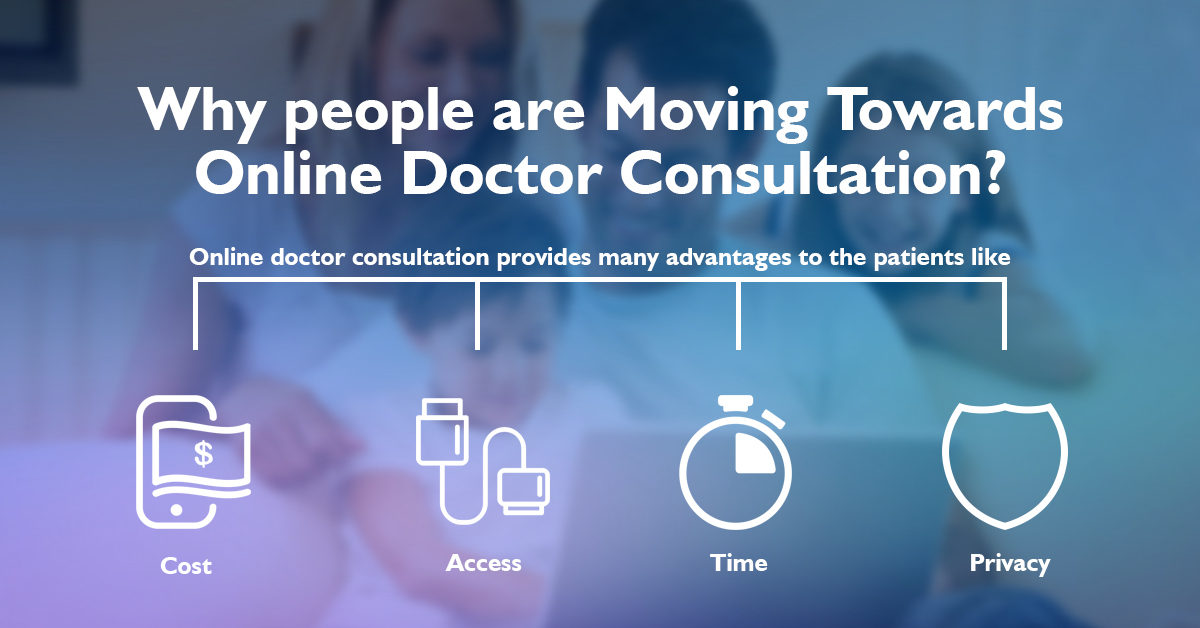 Why people are Moving Towards
Online Doctor Consultation?
Online doctor consultation provides many advantages to the patients like
$
Cost
Access
Time
Privacy